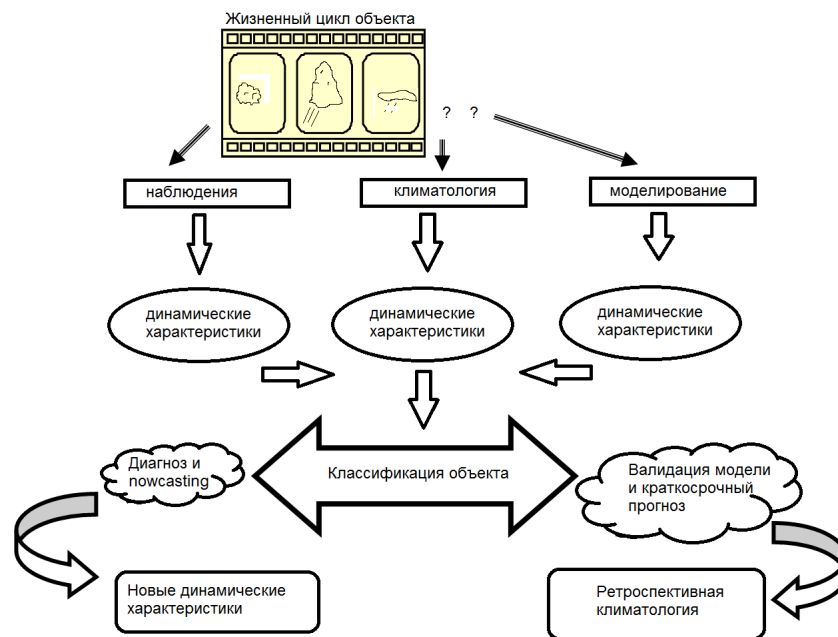 Жизненный цикл объекта
? ?
наблюдения
климатология
моделирование
динамические
характеристики
динамические
характеристики
динамические
характеристики
Диагноз и
nowcasting
Классификация объекта
Валидация модели
и краткосрочный
прогноз
Новые динамические
характеристики
Ретроспективная
климатология